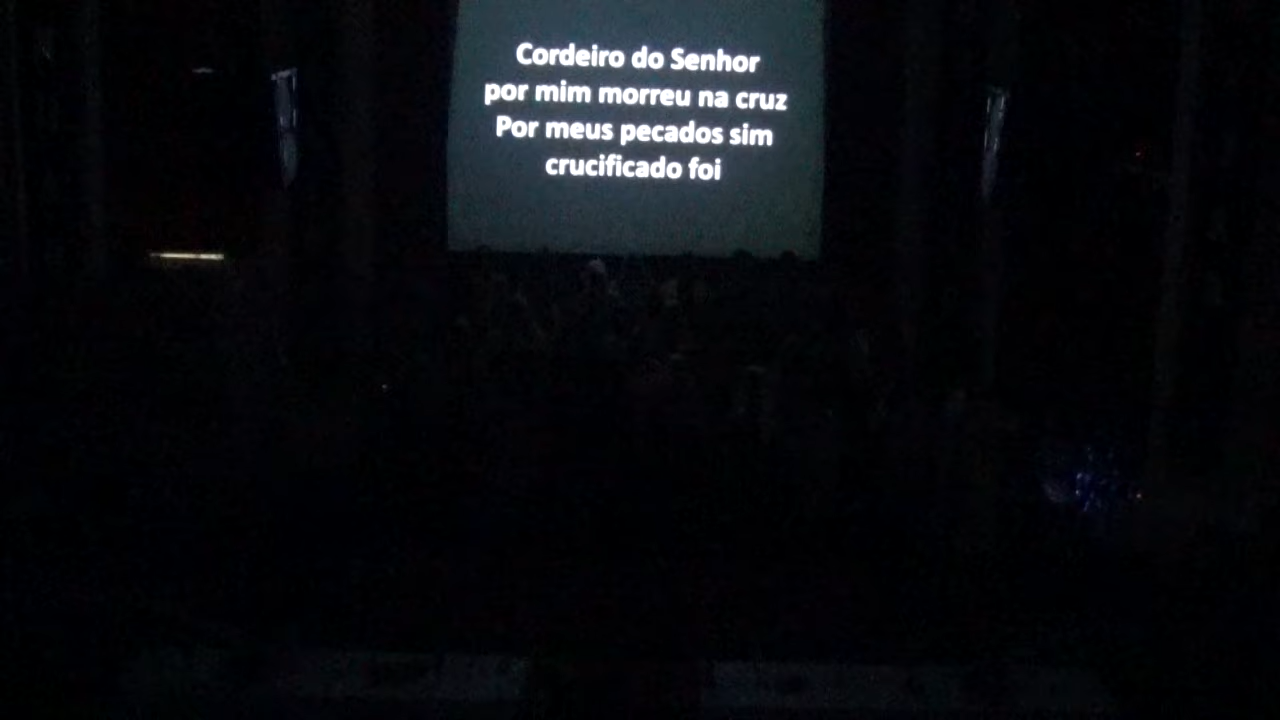 Cordeiro do Senhor
por mim morreu na cruz
Por meus pecados sim
crucificado foi